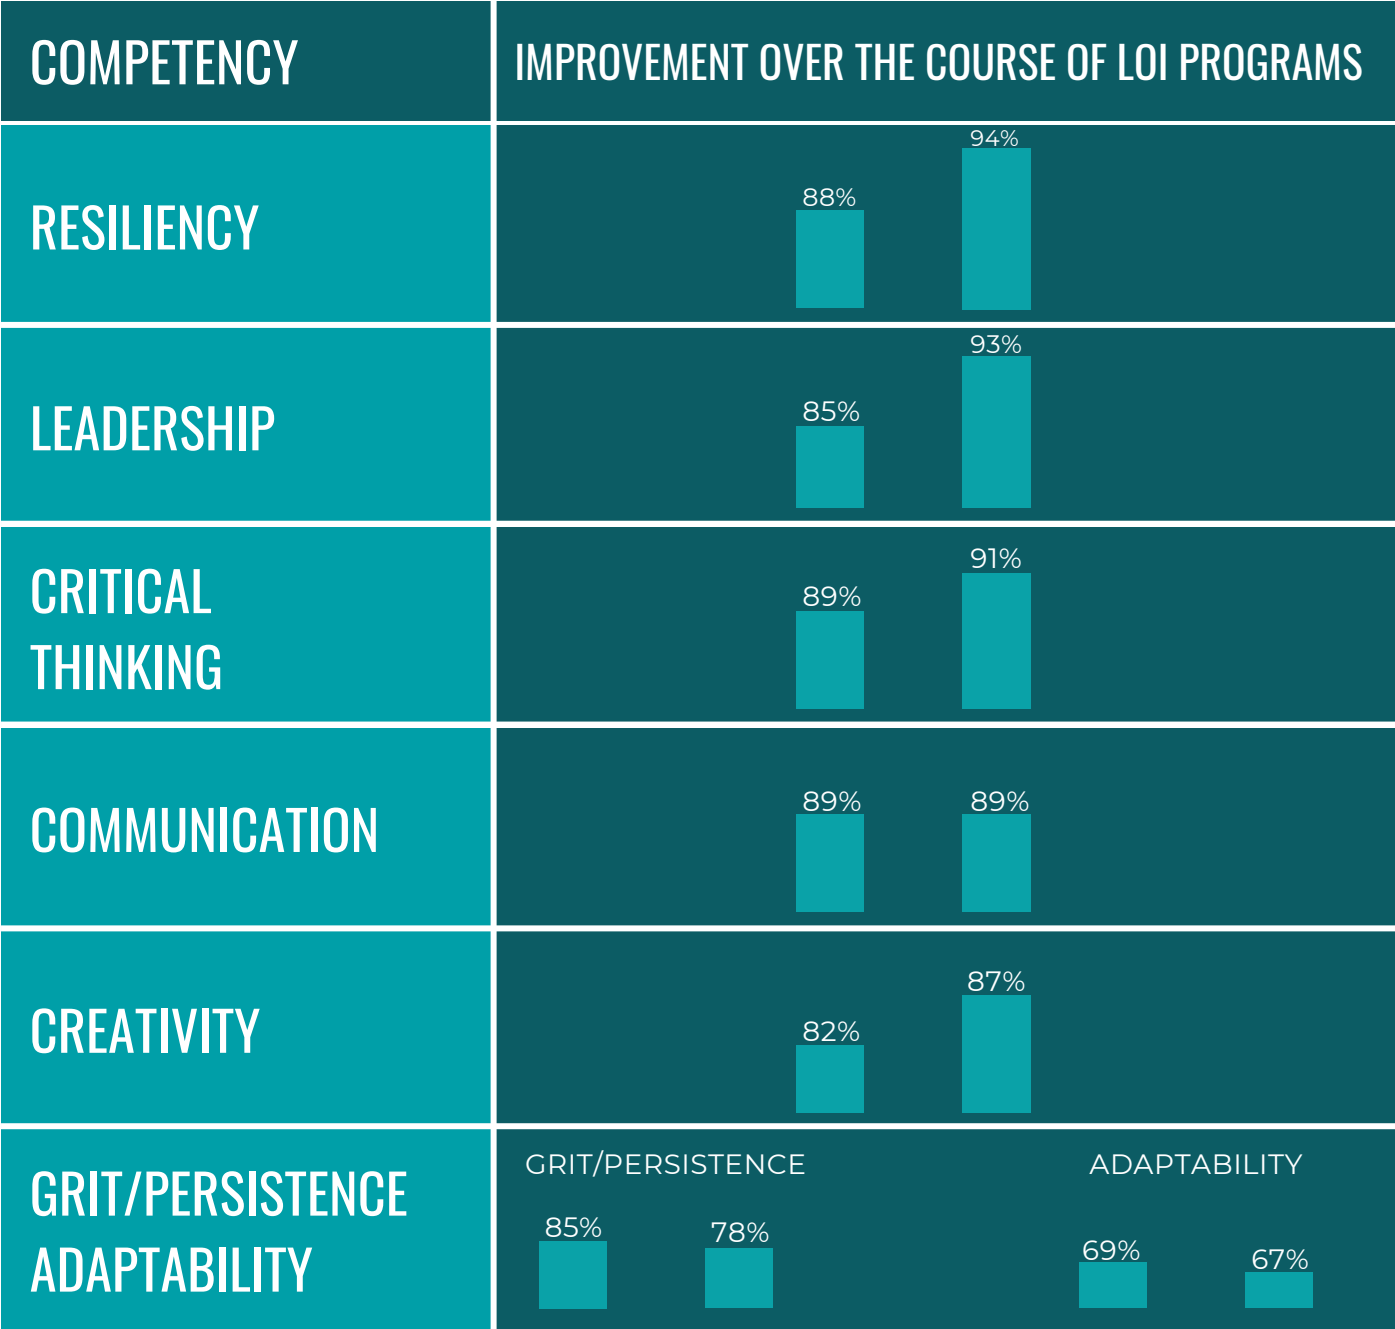 COMPETENCY
IMPROVEMENT OVER THE COURSE OF LOI PROGRAMS
RESILIENCY
88%
94%
LEADERSHIP
85%
93%
CRITICAL
THINKING
89%
91%
COMMUNICATION
89%
89%
CREATIVITY
82%
87%
GRIT/PERSISTENCE
ADAPTABILITY
GRIT/PERSISTENCE
85%
78%
ADAPTABILITY
69%
67%